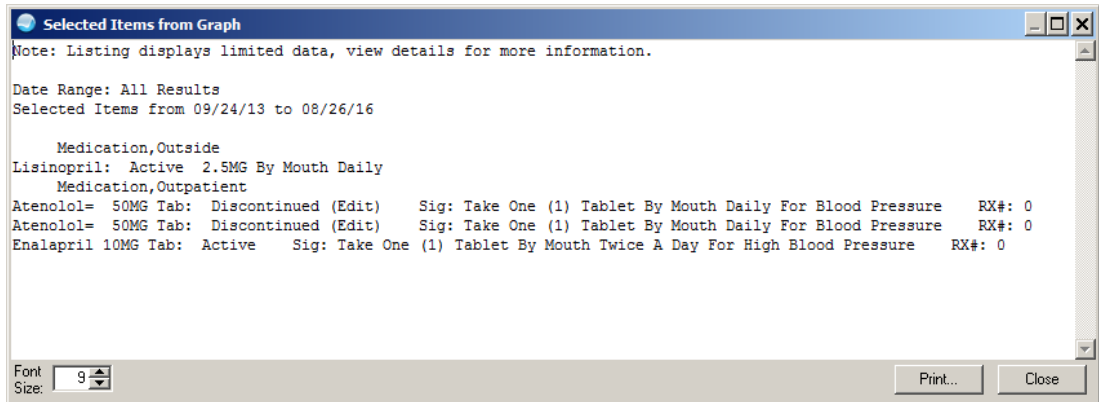 Selected Items from Graph
Note: Listing displays limited data, view details for more information.
Date Range: All Results
Selected Items from 09/24/13 to 08/26/16
Medication,Outside
Lisinopril:  Active  2.5MG By Mouth Daily
Medication,Outpatient
Atenolol=  50MG Tab:  Discontinued (Edit)    Sig: Take One (1) Tablet By Mouth Daily For Blood Pressure    RX#: 0
Atenolol=  50MG Tab:  Discontinued (Edit)    Sig: Take One (1) Tablet By Mouth Daily For Blood Pressure    RX#: 0
Enalapril 10MG Tab:  Active    Sig: Take One (1) Tablet By Mouth Twice A Day For High Blood Pressure    RX#: 0
Font
Size: 9
Print... Close